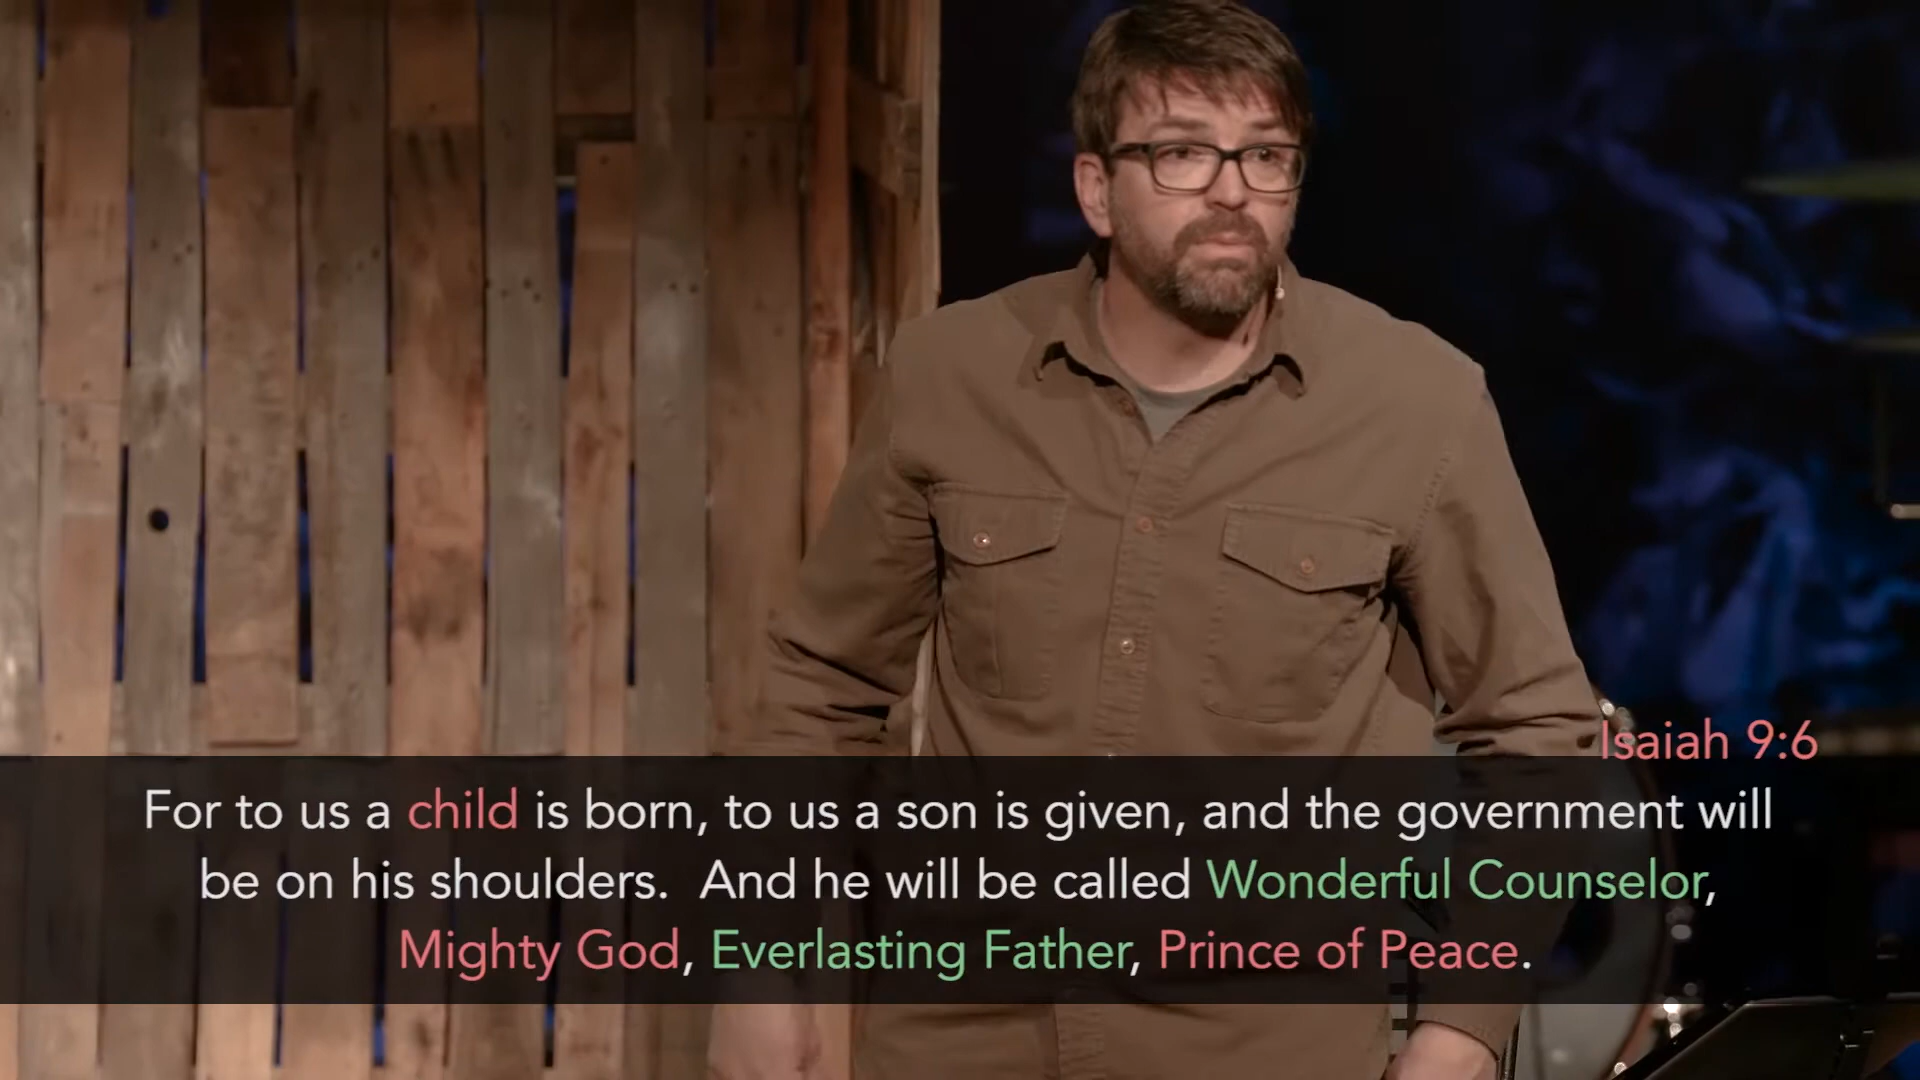 Isaiah 9:6
For to us a child is born, to us a son is given, and the government will
be on his shoulders.  And he will be called Wonderful Counselor,
Mighty God, Everlasting Father, Prince of Peace.